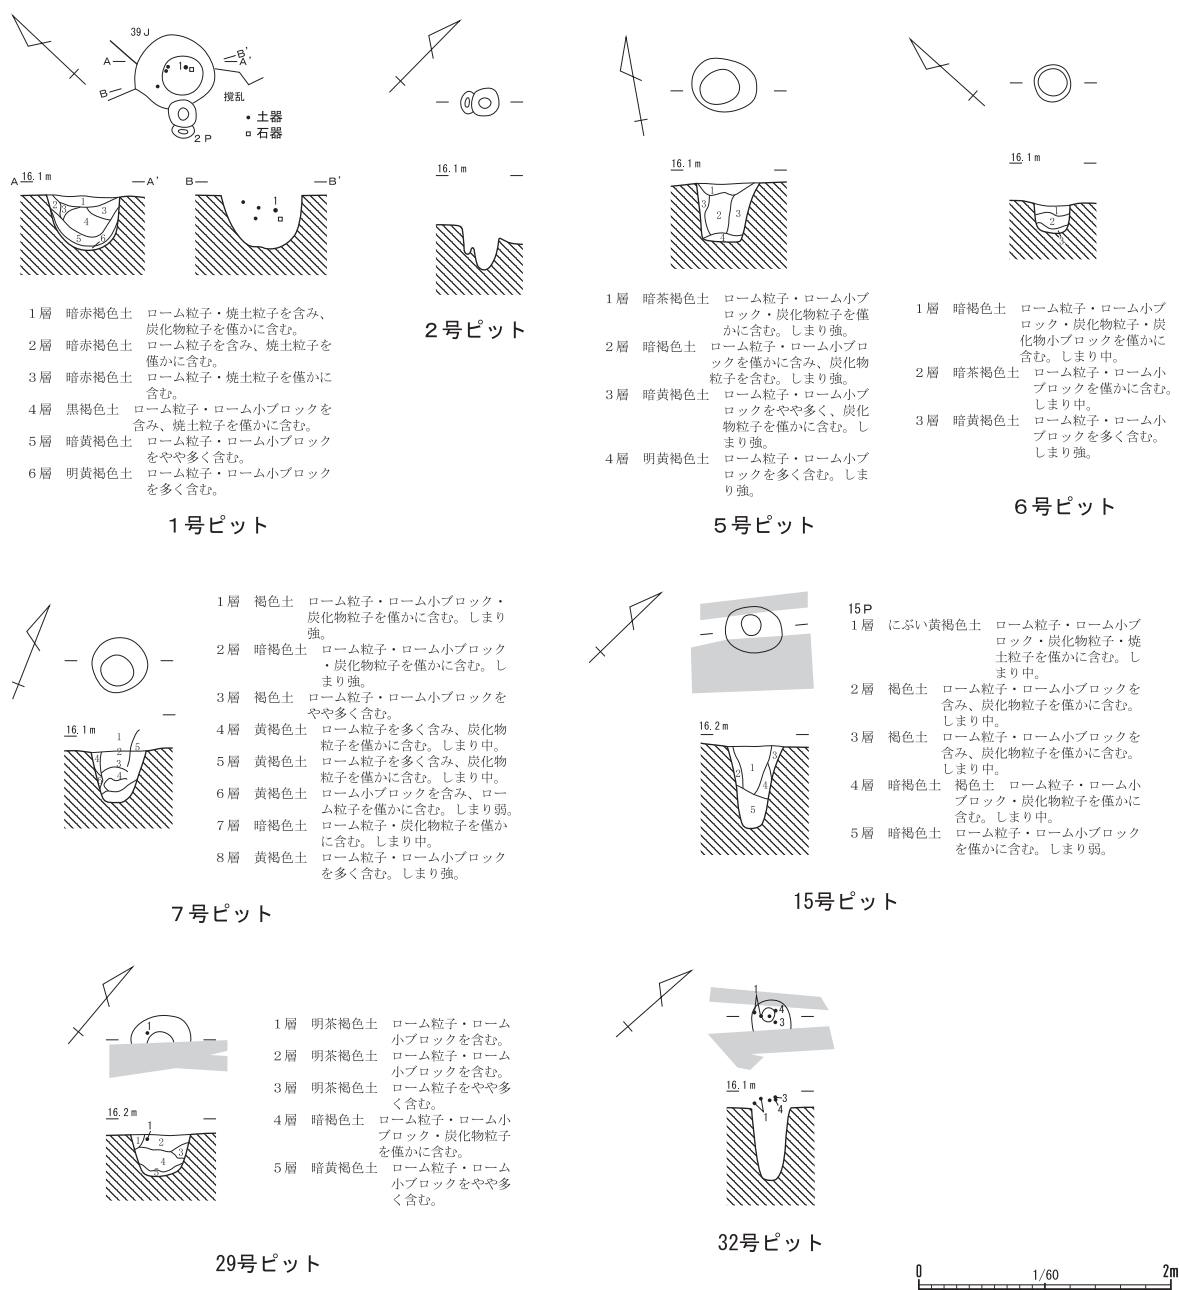 39J
A
B'
A'
B
1
撹乱
2P
土器
石器
A 16.1m A'
1
2 3 3
4
5 6
B B'
1
1層 暗赤褐色土 ローム粒子・焼土粒子を含み、
炭化物粒子を僅かに含む。
2層 暗赤褐色土 ローム粒子を含み、焼土粒子を
僅かに含む。
3層 暗赤褐色土 ローム粒子・焼土粒子を僅かに
含む。
4層 黒褐色土 ローム粒子・ローム小ブロックを
含み、焼土粒子を僅かに含む。
5層 暗黄褐色土 ローム粒子・ローム小ブロック
をやや多く含む。
6層 明黄褐色土 ローム粒子・ローム小ブロック
を多く含む。
1号ピット
16.1m
2号ピット
16.1m
1
3 2 3
4
1層 暗茶褐色土 ローム粒子・ローム小ブ
ロック・炭化物粒子を僅
かに含む。しまり強。
2層 暗褐色土 ローム粒子・ローム小ブロ
ックを僅かに含み、炭化物
粒子を含む。しまり強。
3層 暗黄褐色土 ローム粒子・ローム小ブ
ロックをやや多く、炭化
物粒子を僅かに含む。し
まり強。
4層 明黄褐色土 ローム粒子・ローム小ブ
ロックを多く含む。しま
り強。
5号ピット
16.1m
1
2
3
1層 暗褐色土 ローム粒子・ローム小ブ
ロック・炭化物粒子・炭
化物小ブロックを僅かに
含む。しまり中。
2層 暗茶褐色土 ローム粒子・ローム小
ブロックを僅かに含む。
しまり中。
3層 暗黄褐色土 ローム粒子・ローム小
ブロックを多く含む。
しまり強。
6号ピット
16.1m
1
2 5
4 3
4
1層 褐色土 ローム粒子・ローム小ブロック・
炭化物粒子を僅かに含む。しまり
強。
2層 暗褐色土 ローム粒子・ローム小ブロック
・炭化物粒子を僅かに含む。し
まり強。
3層 褐色土 ローム粒子・ローム小ブロックを
やや多く含む。
4層 黄褐色土 ローム粒子を多く含み、炭化物
粒子を僅かに含む。しまり中。
5層 黄褐色土 ローム粒子を多く含み、炭化物
粒子を僅かに含む。しまり中。
6層 黄褐色土 ローム小ブロックを含み、ロー
ム粒子を僅かに含む。しまり弱。
7層 暗褐色土 ローム粒子・炭化物粒子を僅か
に含む。しまり中。
8層 黄褐色土 ローム粒子・ローム小ブロック
を多く含む。しまり強。
7号ピット
16.2m
1 3
2 4
5
15P
1層 にぶい黄褐色土 ローム粒子・ローム小ブ
ロック・炭化物粒子・焼
土粒子を僅かに含む。し
まり中。
2層 褐色土 ローム粒子・ローム小ブロックを
含み、炭化物粒子を僅かに含む。
しまり中。
3層 褐色土 ローム粒子・ローム小ブロックを
含み、炭化物粒子を僅かに含む。
しまり中。
4層 暗褐色土 褐色土 ローム粒子・ローム小
ブロック・炭化物粒子を僅かに
含む。しまり中。
5層 暗褐色土 ローム粒子・ローム小ブロック
を僅かに含む。しまり弱。
15号ピット
1
16.2m
1
1 2 3
4
5
1層 明茶褐色土 ローム粒子・ローム
小ブロックを含む。
2層 明茶褐色土 ローム粒子・ローム
小ブロックを含む。
3層 明茶褐色土 ローム粒子をやや多
く含む。
4層 暗褐色土 ローム粒子・ローム小
ブロック・炭化物粒子
を僅かに含む。
5層 暗黄褐色土 ローム粒子・ローム
小ブロックをやや多
く含む。
29号ピット
1
4
3
16.1m
3
4
1
32号ピット
0 1/60 2m